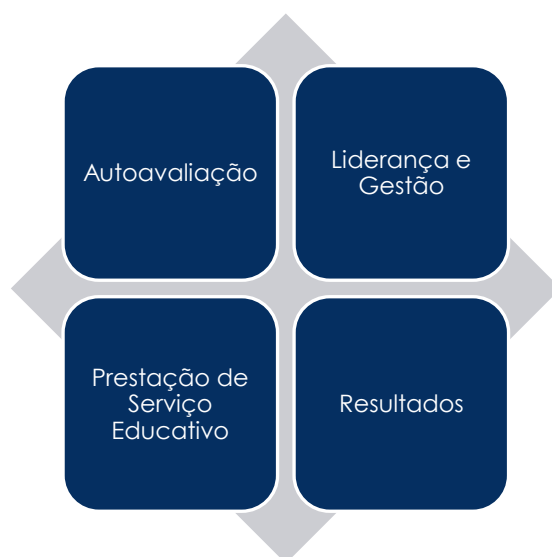 Autoavaliação
Liderança e
Gestão
Prestação de
Serviço
Educativo
Resultados